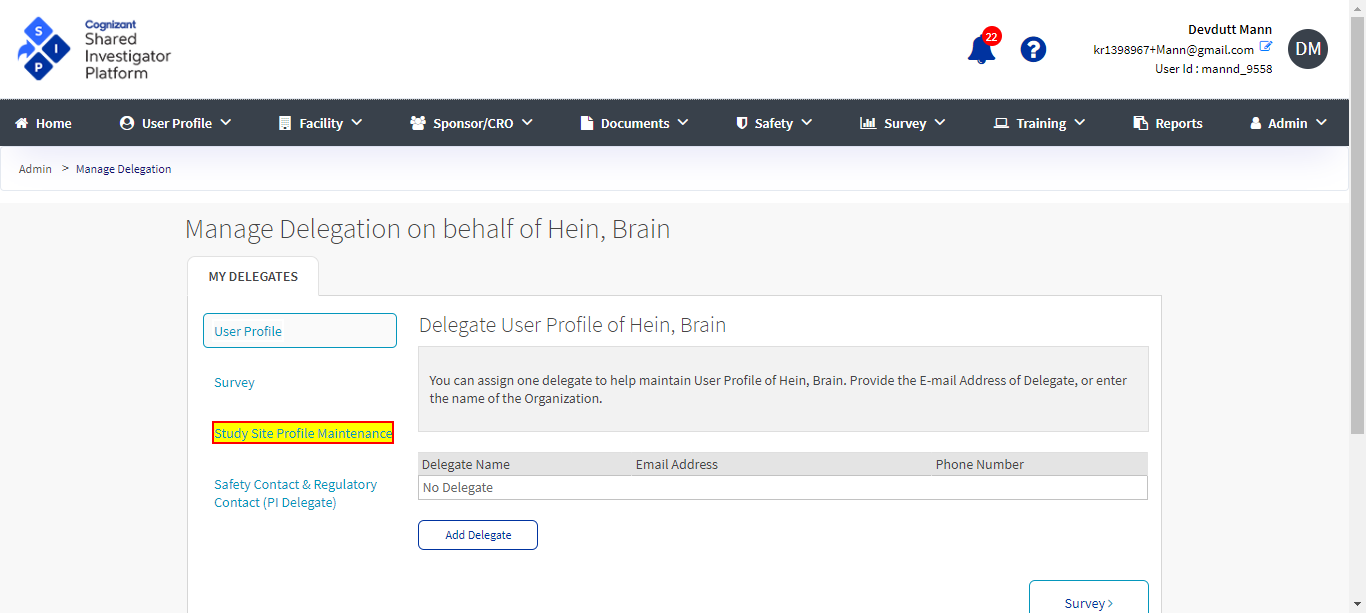 S
I
P
Cognizant
Shared
Investigator
Platform
22
?
Devdutt Mann
kr1398967+Mann@gmail.com
User Id : mannd_9558
DM
Home
User Profile
Facility
Sponsor/CRO
Documents
Safety
Survey
Training
Reports
Admin
Admin > Manage Delegation
Manage Delegation on behalf of Hein, Brain
MY DELEGATES
User Profile
Survey
Study Site Profile Maintenance
Safety Contact & Regulatory
Contact (PI Delegate)
Delegate User Profile of Hein, Brain
You can assign one delegate to help maintain User Profile of Hein, Brain. Provide the E-mail Address of Delegate, or enter
the name of the Organization.
Delegate Name Email Address Phone Number
No Delegate
Add Delegate
Survey >